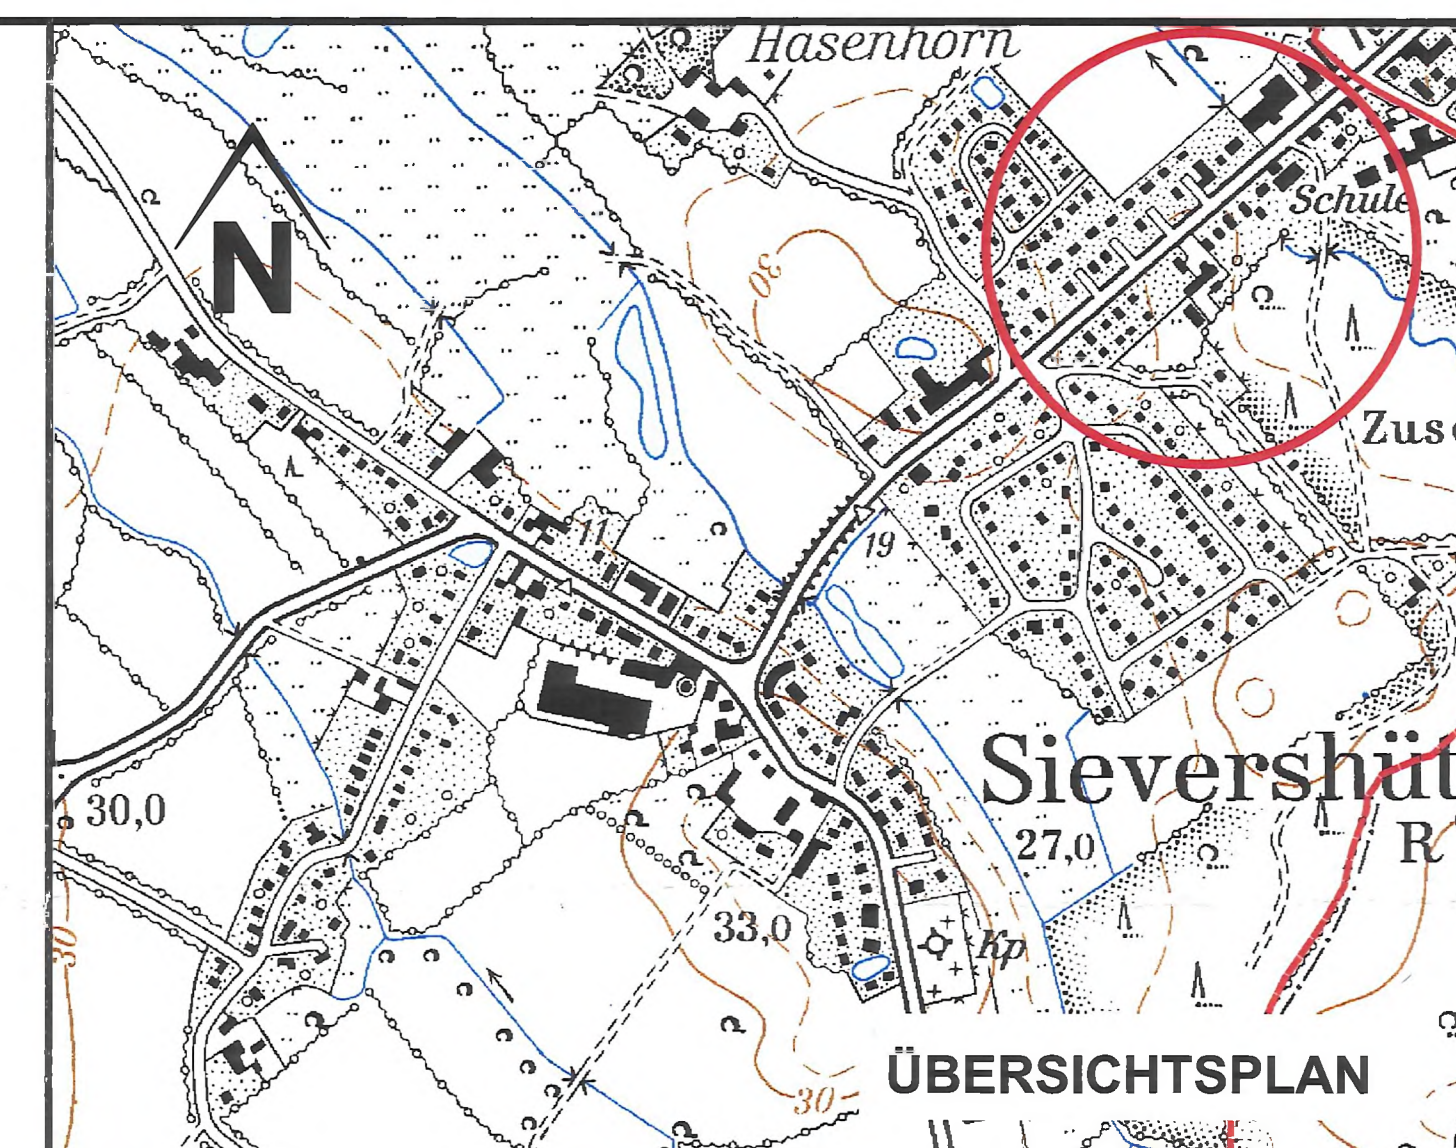 Hasenhorn
N
Schule
30
Zus
11
19
Sievershüt
30,0
27,0
R
33,0
Kp
30
ÜBERSICHTSPLAN
30